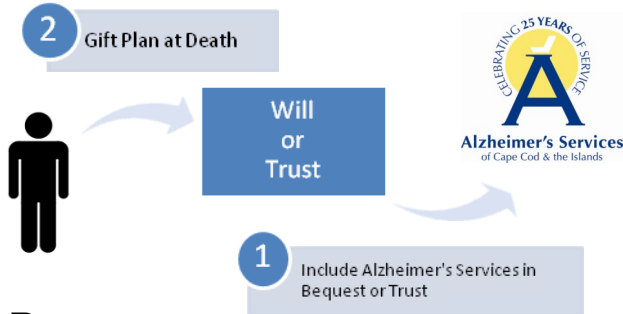 2
Gift Plan at Death
CELEBRATING 25 YEARS OF SERVICE
A
Alzheimer's Services
of Cape Cod & the Islands
Will
or
Trust
1
Include Alzheimer's Services in
Bequest or Trust